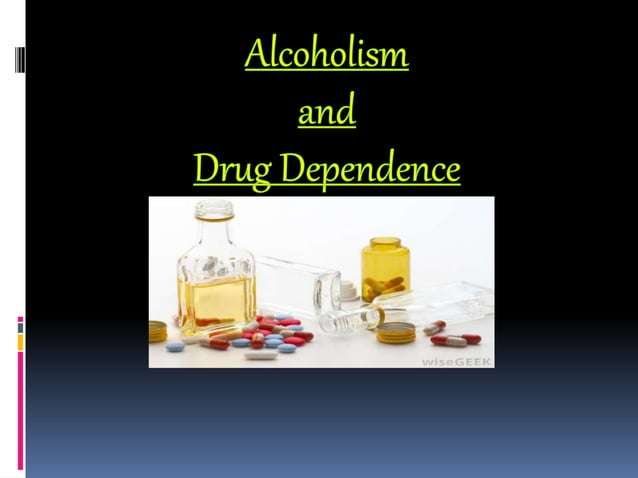 Alcoholism
and
Drug Dependence
wiseGEEK